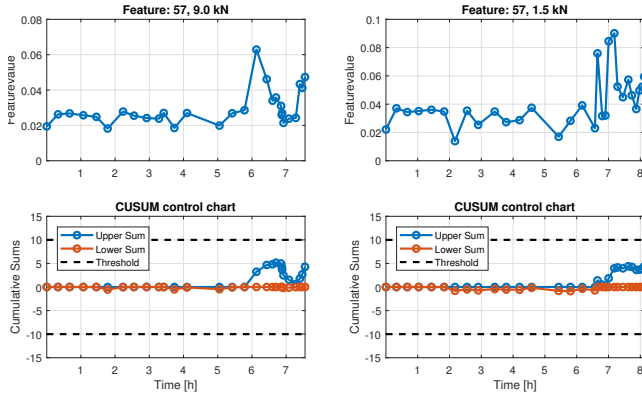 Feature: 57, 9.0 kN
Feature: 57, 1.5 kN
0.08
0.06
0.04
0.02
0
Featurevalue
1 2 3 4 5 6 7
0.1
0.08
0.06
0.04
0.02
0
Featurevalue
1 2 3 4 5 6 7 8
CUSUM control chart
CUSUM control chart
15
10
5
0
-5
-10
-15
Cumulative Sums
Upper Sum
Lower Sum
Threshold
1 2 3 4 5 6 7
Time [h]
15
10
5
0
-5
-10
-15
Cumulative Sums
Upper Sum
Lower Sum
Threshold
1 2 3 4 5 6 7 8
Time [h]